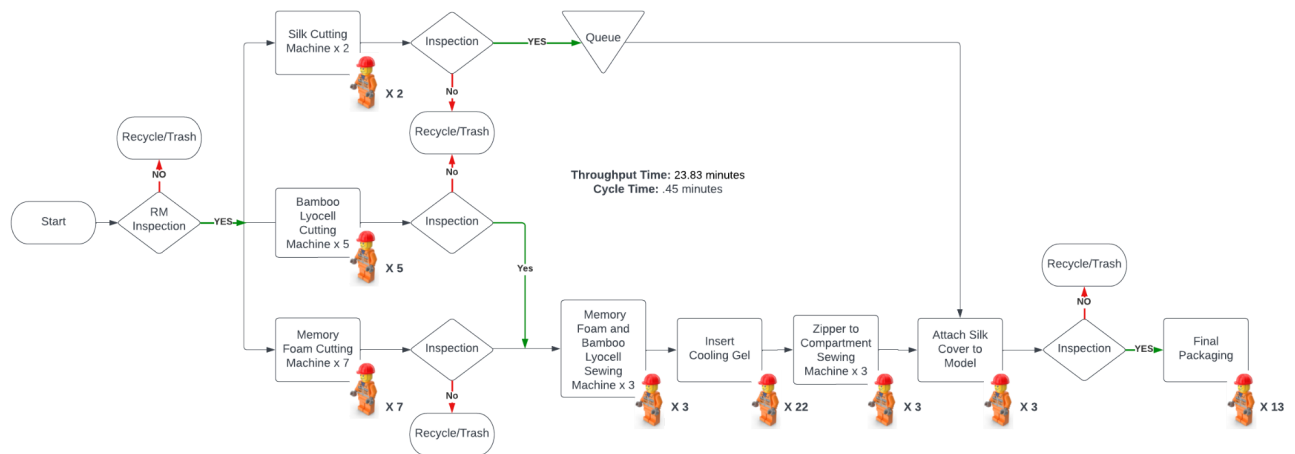 Silk Cutting
Machine x 2
X 2
Inspection
YES
Queue
No
Recycle/Trash
Recycle/Trash
NO
Start
RM
Inspection
YES
Bamboo
Lyocell
Cutting
Machine x 5
X 5
No
Inspection
Yes
Throughput Time: 23.83 minutes
Cycle Time: .45 minutes
Memory
Foam Cutting
Machine x 7
X 7
Inspection
No
Recycle/Trash
Memory
Foam and
Bamboo
Lyocell
Sewing
Machine x 3
X 3
Insert
Cooling Gel
X 22
Zipper to
Compartment
Sewing
Machine x 3
X 3
Attach Silk
Cover to
Model
X 3
Recycle/Trash
NO
Inspection
YES
Final
Packaging
X 13